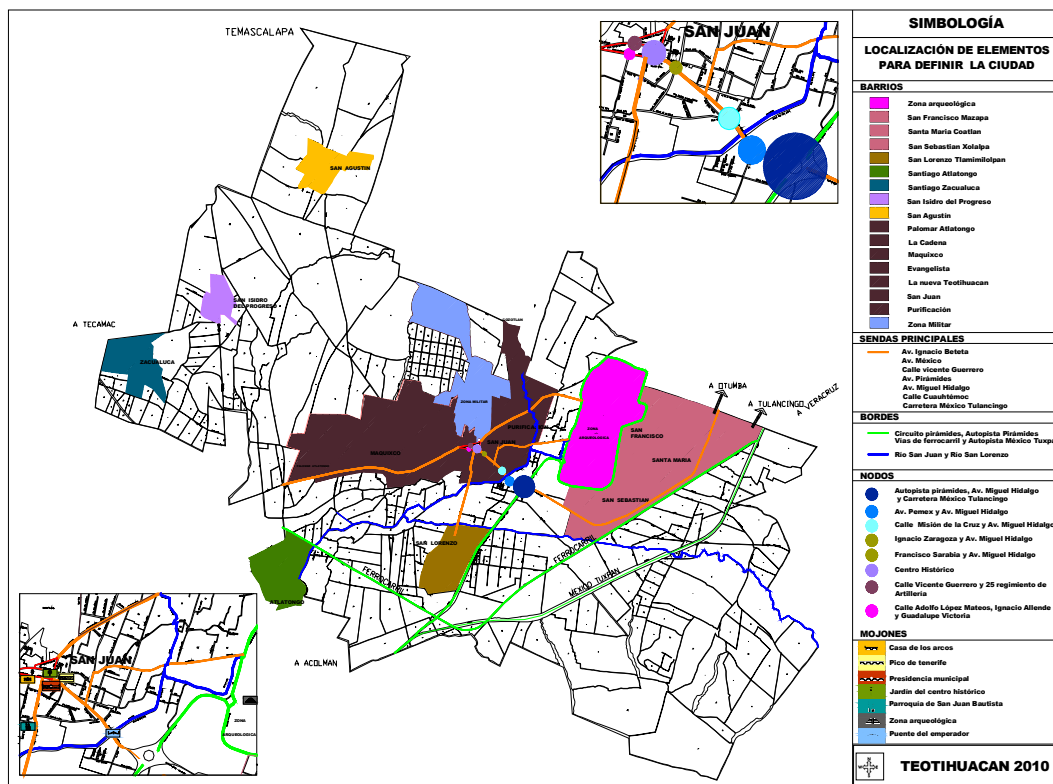 TEMASCALAPA
SAN JUAN
SAN AGUSTIN
SAN ISIDRO
DEL PROGRESO
A TECAMAC
ZACUALUCA
ZONA MILITAR
PURIFICACION
SAN JUAN
MAQUIXCO
ZONA
ARQUEOLOGICA
SAN
FRANCISCO
SANTA MARIA
SAN SEBASTIAN
A OTUMBA
A TULANCINGO
A VERACRUZ
SAN LORENZO
FERROCARRIL
FERROCARRIL
MEXICO TUXPAN
ATLATONGO
A ACOLMAN
SAN JUAN
ZONA
ARQUEOLOGICA
SIMBOLOGÍA
LOCALIZACIÓN DE ELEMENTOS
PARA DEFINIR LA CIUDAD
BARRIOS
Zona arqueológica
San Francisco Mazapa
Santa Maria Coatlan
San Sebastian Xolalpa
San Lorenzo Tlamimilolpan
Santiago Atlatongo
Santiago Zacualuca
San Isidro del Progreso
San Agustín
Palomar Atlatongo
La Cadena
Maquixco
Evangelista
La nueva Teotihuacan
San Juan
Purificación
Zona Militar
SENDAS PRINCIPALES
Av. Ignacio Beteta
Av. México
Calle vicente Guerrero
Av. Pirámides
Av. Miguel Hidalgo
Calle Cuauhtémoc
Carretera México Tulancingo
BORDES
Circuito pirámides, Autopista Pirámides
Vias de ferrocarril y Autopista México Tuxpa
Río San Juan y Río San Lorenzo
NODOS
Autopista pirámides, Av. Miguel Hidalgo
y Carretera México Tulancingo
Av. Pemex y Av. Miguel Hidalgo
Calle Misión de la Cruz y Av. Miguel Hidalgo
Ignacio Zaragoza y Av. Miguel Hidalgo
Francisco Sarabia y Av. Miguel Hidalgo
Centro Histórico
Calle Vicente Guerrero y 25 regimiento de
Artillería
Calle Adolfo López Mateos, Ignacio Allende
y Guadalupe Victoria
MOJONES
Casa de los arcos
Pico de tenerife
Presidencia municipal
Jardín del centro histórico
Parroquia de San Juan Bautista
Zona arqueológica
Puente del emperador
TEOTIHUACAN 2010